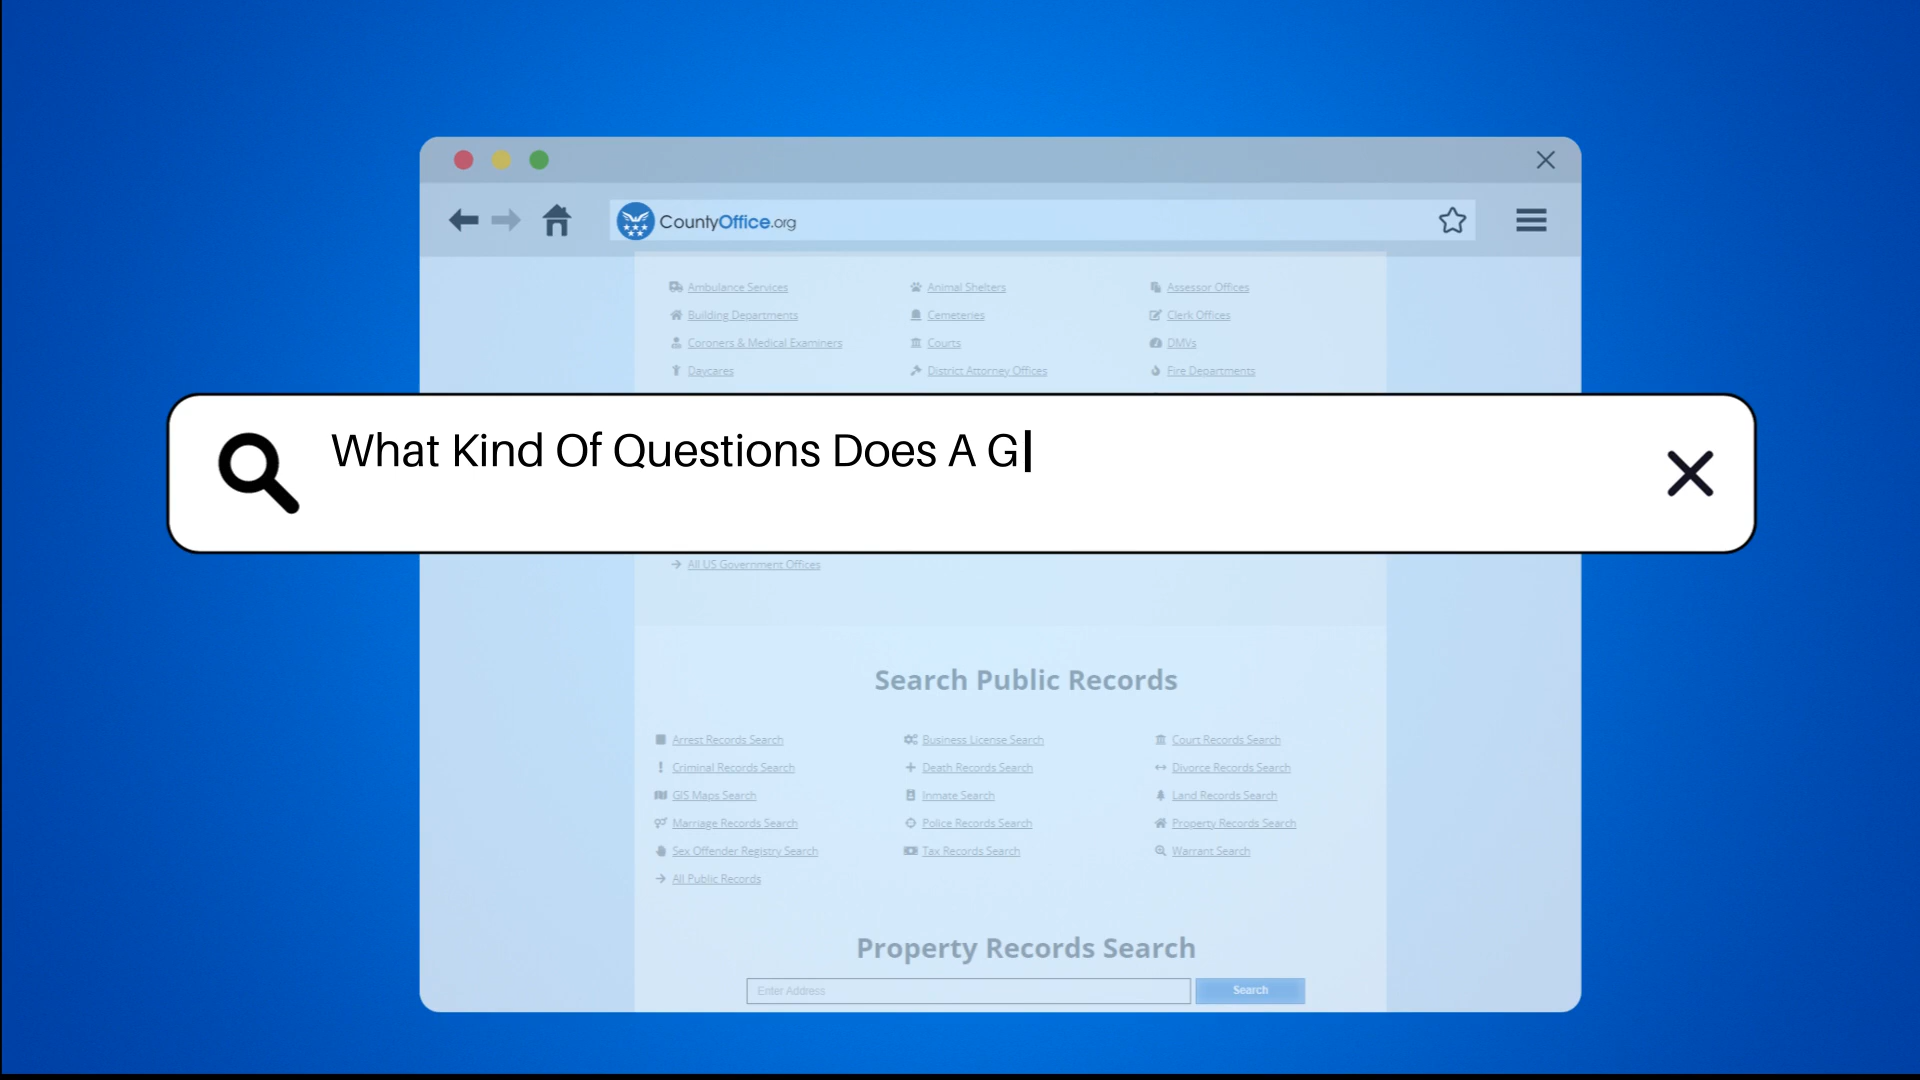 CountyOffice.org
Ambulance Services Animal Shelters Assessor Offices
Building Departments Cemeteries Clerk Offices
Coroners & Medical Examiners Courts DMVs
Daycares District Attorney Offices Fire Departments
What Kind Of Questions Does A G
All US Government Offices
Search Public Records
Arrest Records Search Business License Search Court Records Search
Criminal Records Search Death Records Search Divorce Records Search
GIS Maps Search Inmate Search Land Records Search
Marriage Records Search Police Records Search Property Records Search
Sex Offender Registry Search Tax Records Search Warrant Search
All Public Records
Property Records Search
Enter Address Search